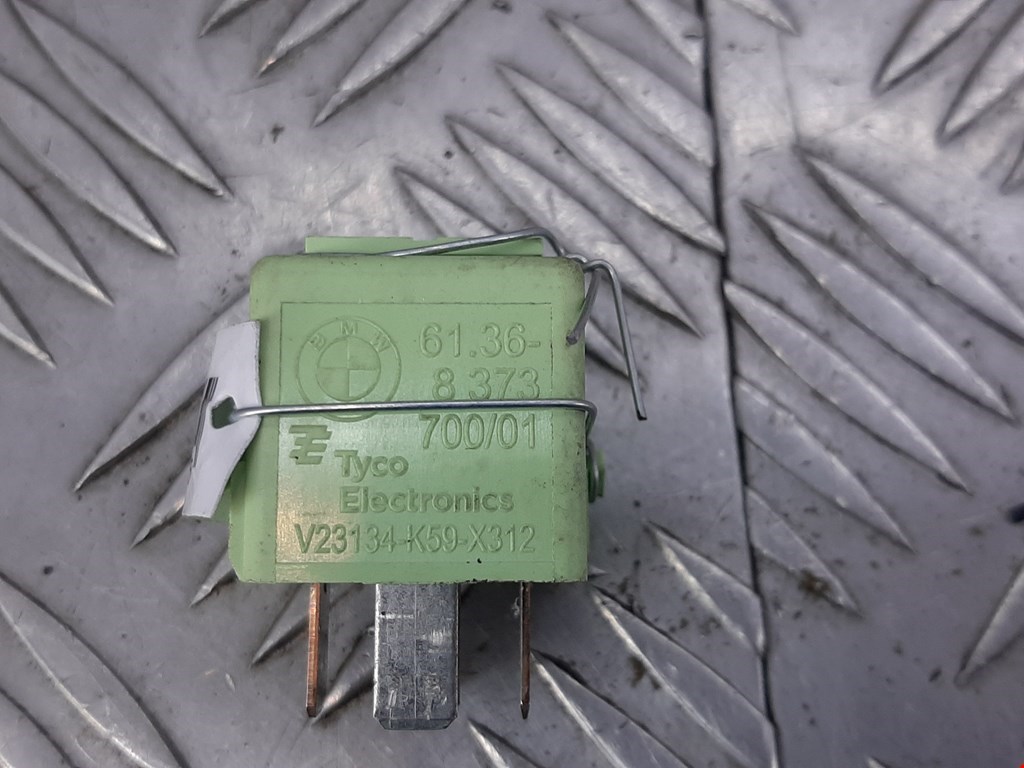 BMW
61.36-
8 373
700/01
Tyco
Electronics
V23134-K59-X312